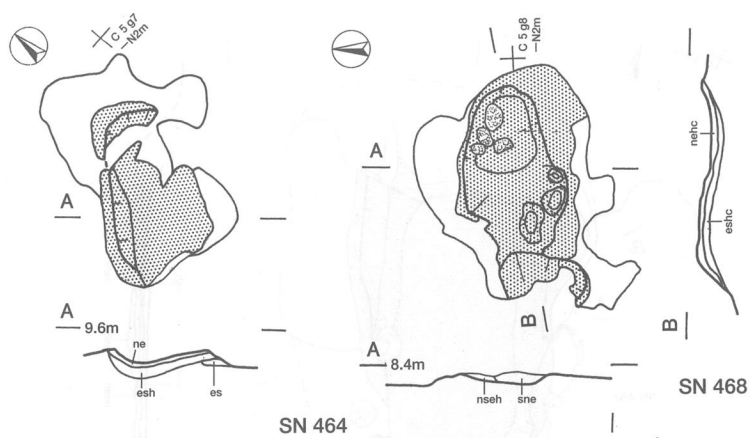 C 5 g7
–N2m
A
A
9.6m
ne
esh
es
SN 464
C 5 g8
–N2m
A
B
A
8.4m
nseh
sne
nehc
eshc
B
SN 468